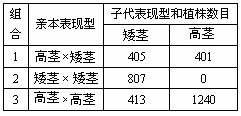 组合 亲本表现型 子代表现型和植株数目
矮茎 高茎
1 高茎×矮茎 405 401
2 矮茎×矮茎 807 0
3 高茎×高茎 413 1240